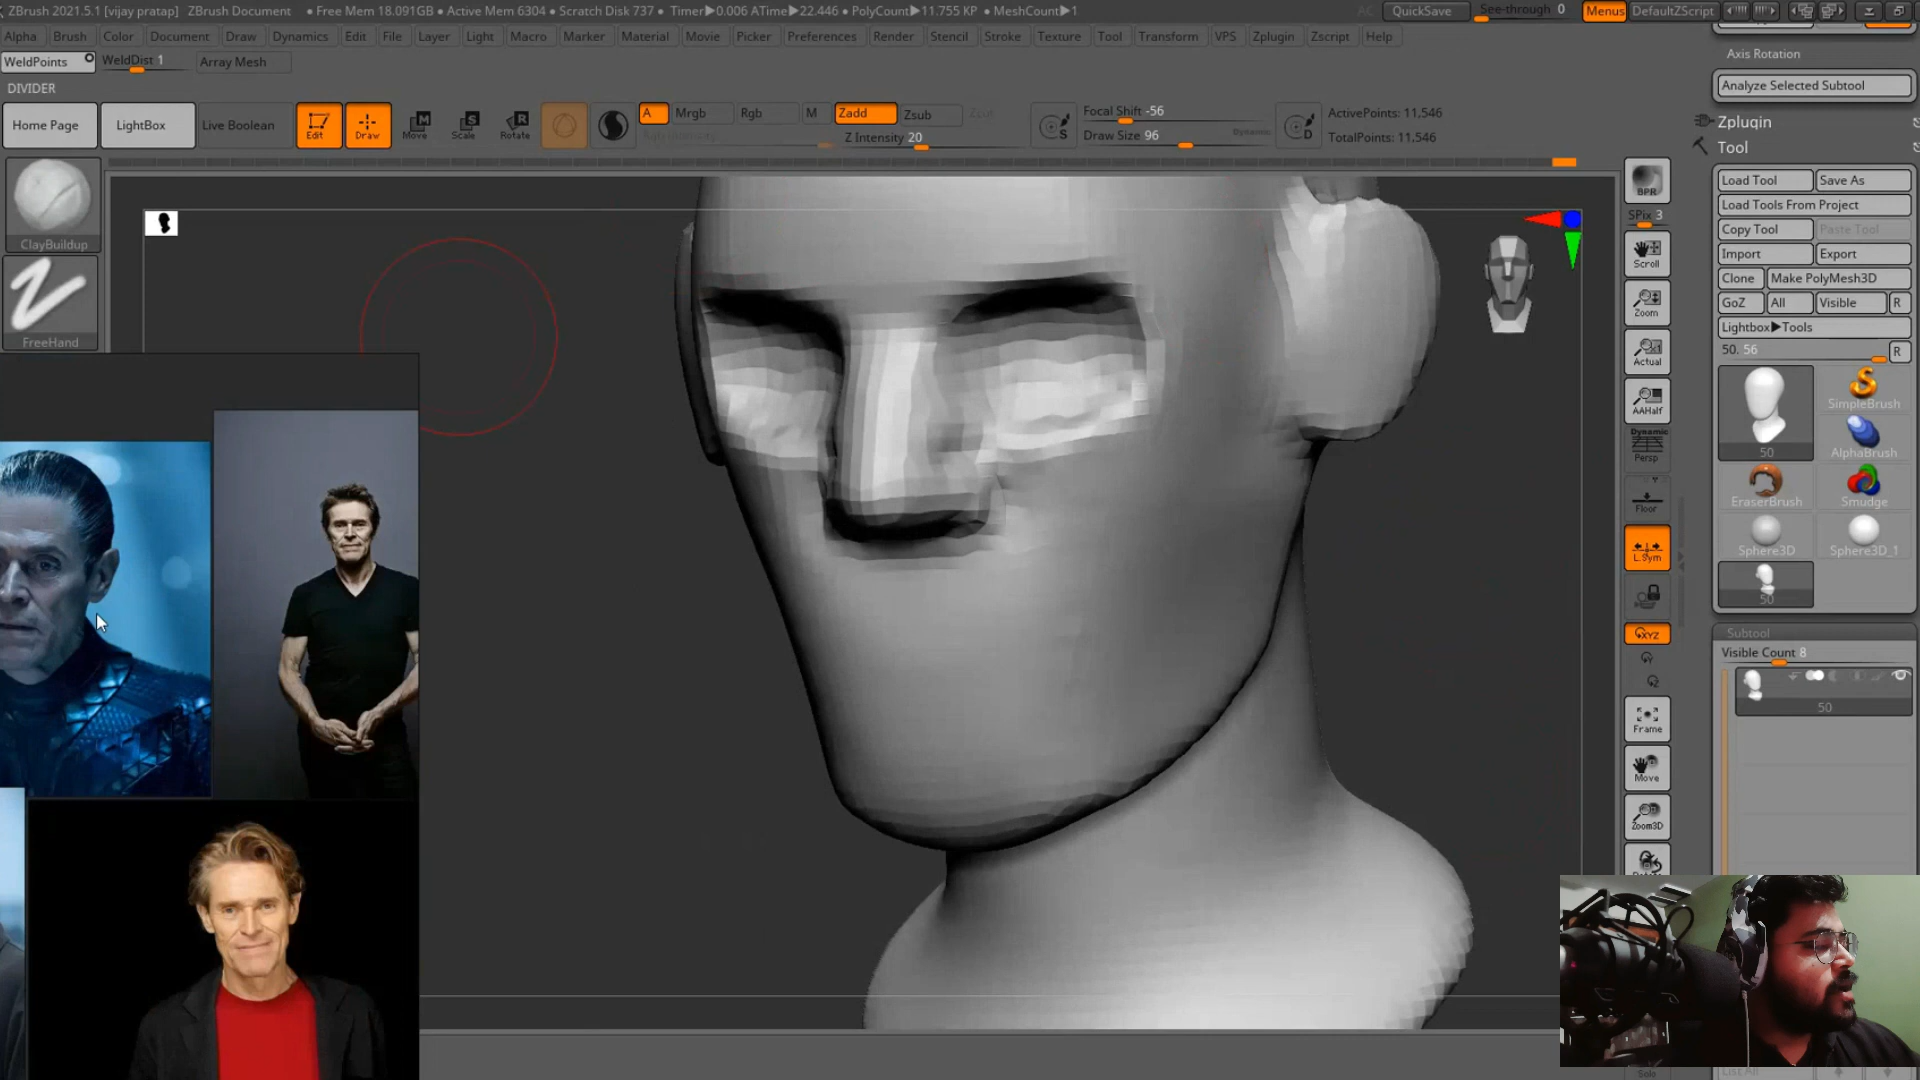 ZBrush 2021.5.1 [vijay pratap] ZBrush Document • Free Mem 18.091GB • Active Mem 6304 • Scratch Disk 737 • Timer▶0.006 ATime▶22.446 • PolyCount▶11.755 KP • MeshCount▶1 AC QuickSave See-through 0 Menus DefaultZScript
Alpha Brush Color Document Draw Dynamics Edit File Layer Light Macro Marker Material Movie Picker Preferences Render Stencil Stroke Texture Tool Transform VPS Zplugin Zscript Help
WeldPoints WeldDist 1 Array Mesh
DIVIDER
Home Page LightBox Live Boolean Edit Draw Move Scale Rotate
A Mrgb Rgb M Zadd Zsub Zcut
Z Intensity 20
Focal Shift -56
Draw Size 96 Dynamic
ActivePoints: 11,546
TotalPoints: 11,546
ClayBuildup
FreeHand
BPR
SPix 3
Scroll
Zoom
Actual
AAHalf
Dynamic
Persp
Floor
L.Sym
XYZ
Frame
Move
Zoom3D
Solo
Axis Rotation
Analyze Selected Subtool
Zplugin
Tool
Load Tool Save As
Load Tools From Project
Copy Tool Paste Tool
Import Export
Clone Make PolyMesh3D
GoZ All Visible R
Lightbox▶Tools
50. 56 R
50
SimpleBrush
AlphaBrush
EraserBrush Smudge
Sphere3D Sphere3D_1
50
Subtool
Visible Count 8
50
List All